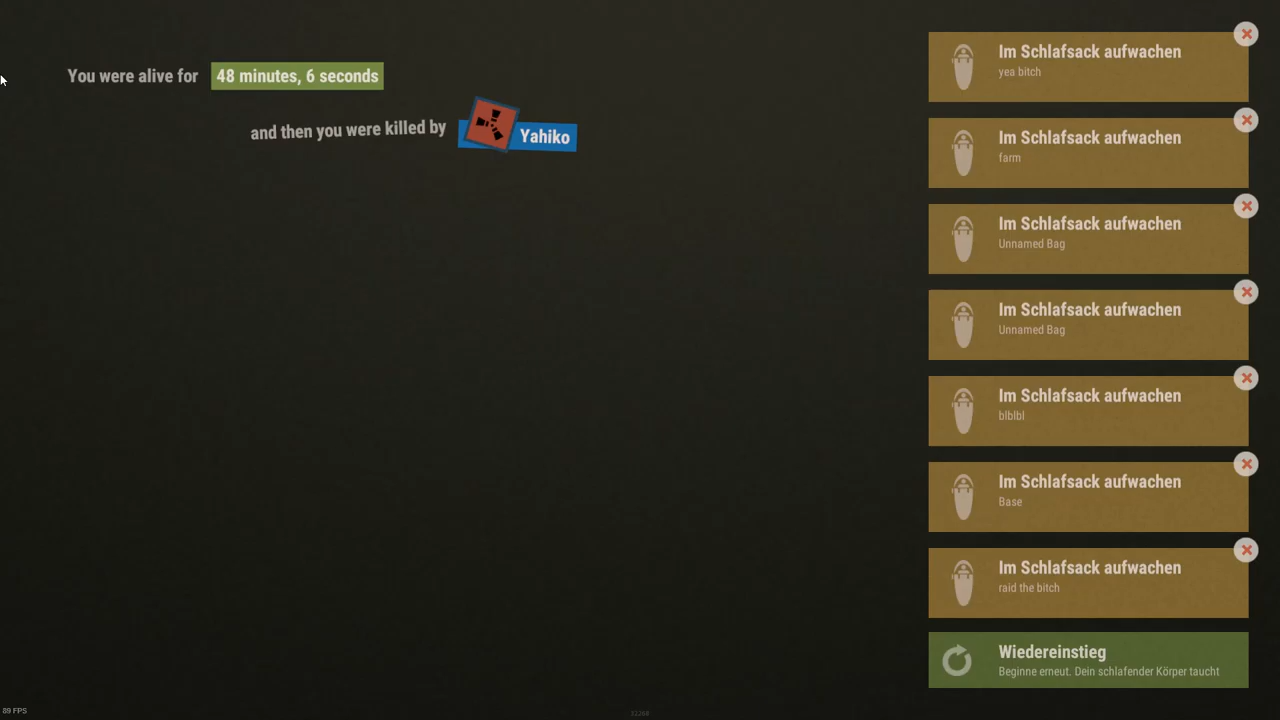 You were alive for 48 minutes, 6 seconds
and then you were killed by Yahiko
Im Schlafsack aufwachen
yea bitch
Im Schlafsack aufwachen
farm
Im Schlafsack aufwachen
Unnamed Bag
Im Schlafsack aufwachen
Unnamed Bag
Im Schlafsack aufwachen
blblbl
Im Schlafsack aufwachen
Base
Im Schlafsack aufwachen
raid the bitch
Wiedereinstieg
Beginne erneut. Dein schlafender Körper taucht
89 FPS